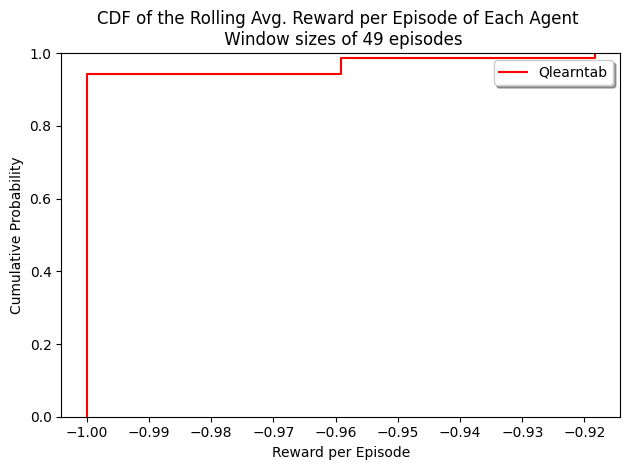 CDF of the Rolling Avg. Reward per Episode of Each Agent
Window sizes of 49 episodes
Qlearntab
Cumulative Probability
1.0
0.8
0.6
0.4
0.2
0.0
−1.00 −0.99 −0.98 −0.97 −0.96 −0.95 −0.94 −0.93 −0.92
Reward per Episode